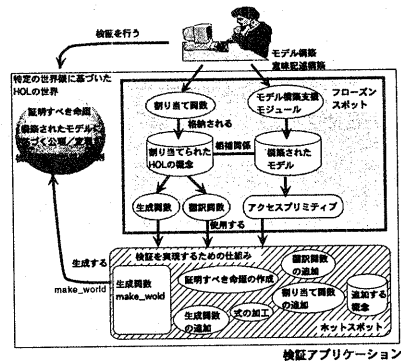 検証を行う
モデル構築
意味記述構築
特定の世界観に基づいた
HOLの世界
証明すべき命題
構築されたモデルに
基づく公理/定理
フローズン
スポット
割り当て関数
モデル構築支援
モジュール
格納される
割り当てられた
HOLの概念
相補関係
構築された
モデル
生成関数
翻訳関数
アクセスプリミティブ
使用する
生成する
make_world
検証を実現するための仕組み
生成関数
make_wold
証明すべき命題の作成
翻訳関数
の追加
割り当て関数
の追加
追加する
概念
生成関数
の追加
式の加工
ホットスポット
検証アプリケーション